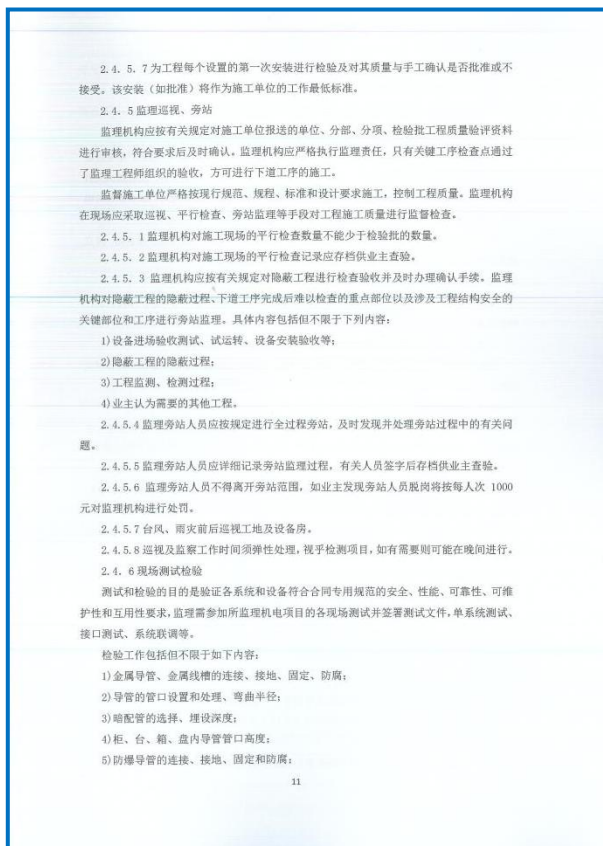 2.4. 5. 7 为工程每个设置的第一次安装进行检验及对其质量与手工确认是否批准或不
接受。该安装（如批准）将作为施工单位的工作最低标准。
2.4. 5 监理巡视、旁站
监理机构应按有关规定对施工单位报送的单位、分部、分项、检验批工程质量验评资料
进行审核，符合要求后及时确认。监理机构应严格执行监理责任，只有关键工序检查点通过
了监理工程师组织的验收，方可进行下道工序的施工。
监督施工单位严格按现行规范、规程、标准和设计要求施工，控制工程质量。监理机构
在现场应采取巡视、平行检查、旁站监理等手段对工程施工质量进行监督检查。
2.4.5. 1 监理机构对施工现场的平行检查数量不能少于检验批的数量。
2.4.5. 2 监理机构对施工现场的平行检查记录应存档供业主查验。
2.4.5. 3 监理机构应按有关规定对隐蔽工程进行检查验收并及时办理确认手续。监理
机构对隐蔽工程的隐蔽过程、下道工序完成后难以检查的重点部位以及涉及工程结构安全的
关键部位和工序进行旁站监理。具体内容包括但不限于下列内容：
1)设备进场验收测试、试运转、设备安装验收等；
2)隐蔽工程的隐蔽过程；
3)工程监测、检测过程；
4)业主认为需要的其他工程。
2.4.5.4 监理旁站人员应按规定进行全过程旁站，及时发现并处理旁站过程中的有关问
题。
2.4.5.5 监理旁站人员应详细记录旁站监理过程，有关人员签字后存档供业主查验。
2.4.5.6 监理旁站人员不得离开旁站范围，如业主发现旁站人员脱岗将按每人次 1000
元对监理机构进行处罚。
2.4.5.7 台风、雨灾前后巡视工地及设备房。
2.4.5.8 巡视及监察工作时间须弹性处理，视乎检测项目，如有需要则可能在晚间进行。
2.4. 6 现场测试检验
测试和检验的目的是验证各系统和设备符合合同专用规范的安全、性能、可靠性、可维
护性和互用性要求，监理需参加所监理机电项目的各现场测试并签署测试文件，单系统测试、
接口测试、系统联调等。
检验工作包括但不限于如下内容：
1)金属导管、金属线槽的连接、接地、固定、防腐；
2)导管的管口设置和处理、弯曲半径；
3)暗配管的选择、埋设深度；
4)柜、台、箱、盘内导管管口高度；
5)防爆导管的连接、接地、固定和防腐；
11